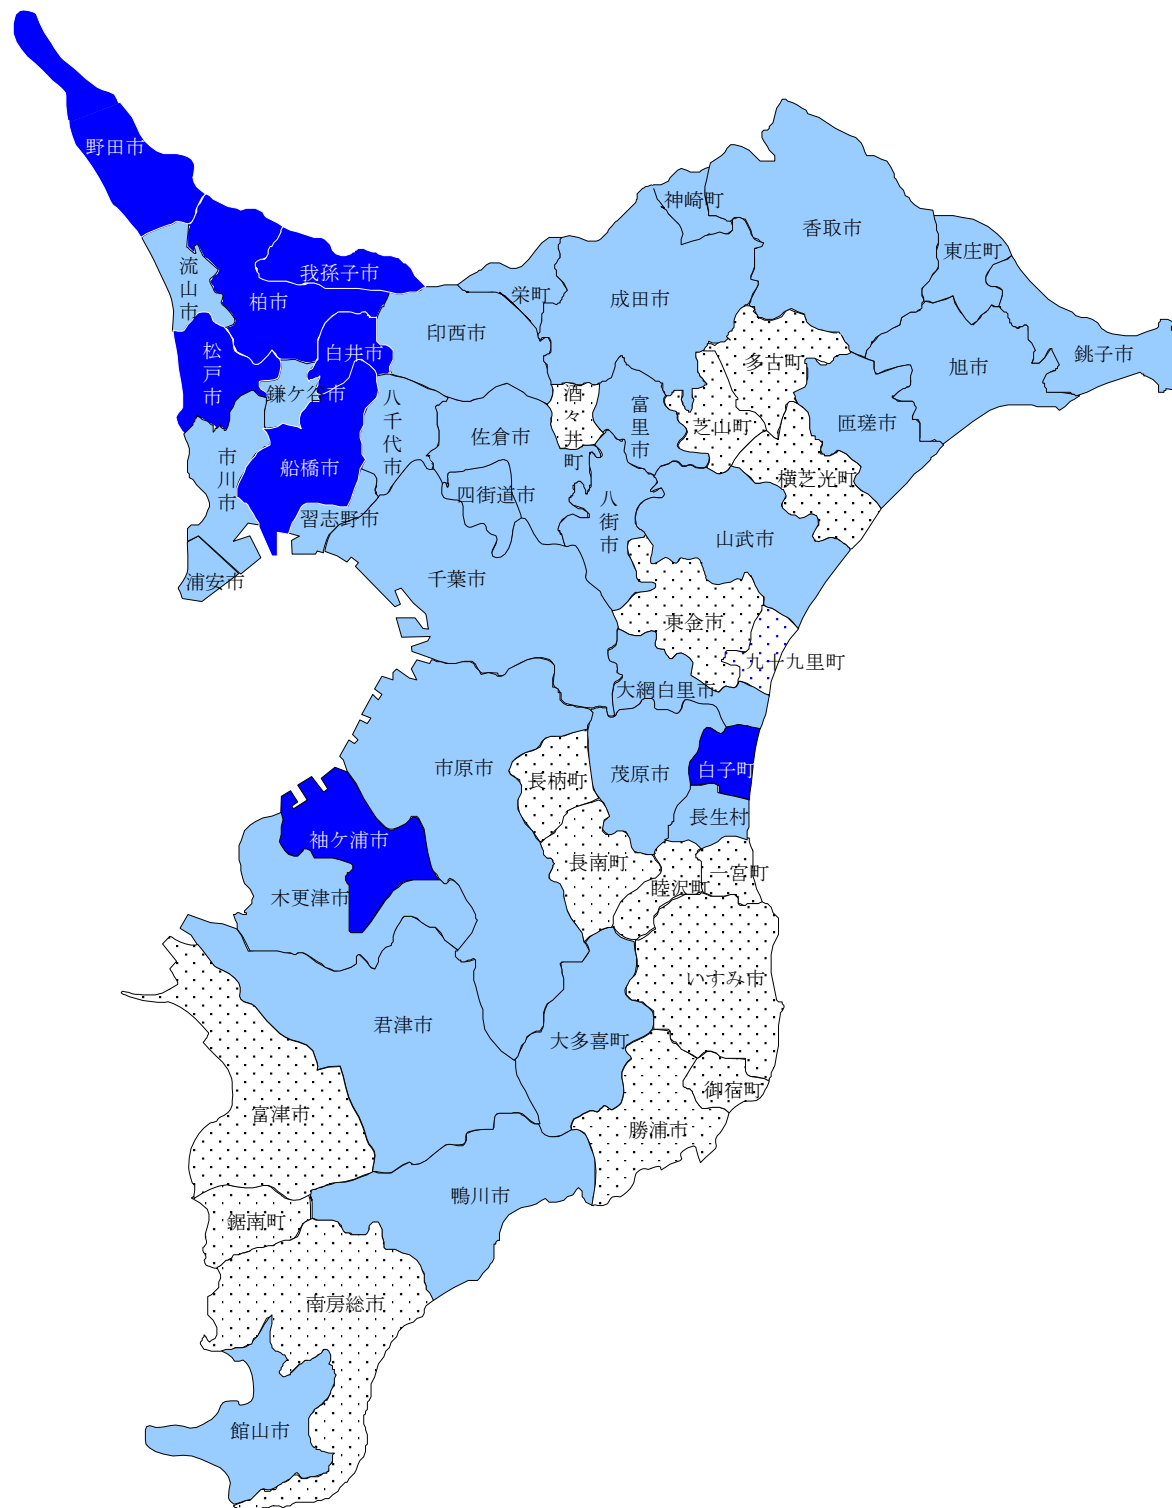 野田市
神崎町
香取市
東庄町
流山市
我孫子市
柏市
栄町
成田市
印西市
白井市
松戸市
多古町
旭市
銚子市
鎌ケ谷市
八千代市
酒々井町
富里市
芝山町
匝瑳市
佐倉市
市川市
船橋市
四街道市
横芝光町
習志野市
八街市
山武市
浦安市
千葉市
東金市
九十九里町
大網白里市
市原市
長柄町
茂原市
白子町
長生村
袖ケ浦市
長南町
睦沢町
一宮町
木更津市
いすみ市
君津市
大多喜町
御宿町
富津市
勝浦市
鴨川市
鋸南町
南房総市
館山市